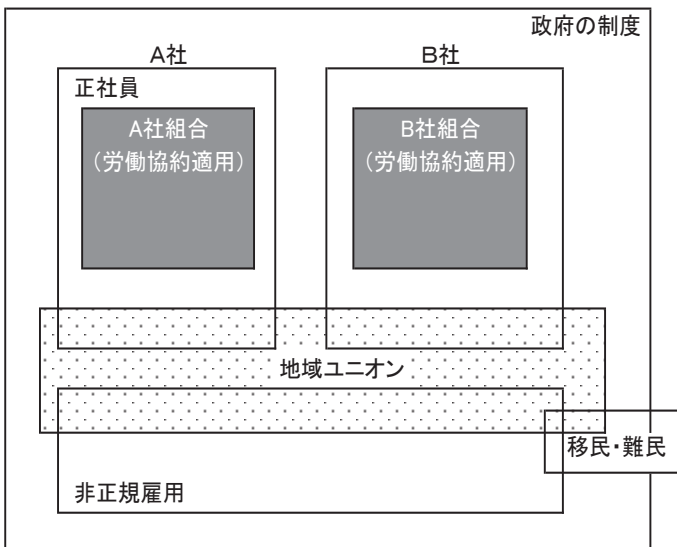 政府の制度
A社
B社
正社員
A社組合
（労働協約適用）
B社組合
（労働協約適用）
地域ユニオン
移民・難民
非正規雇用